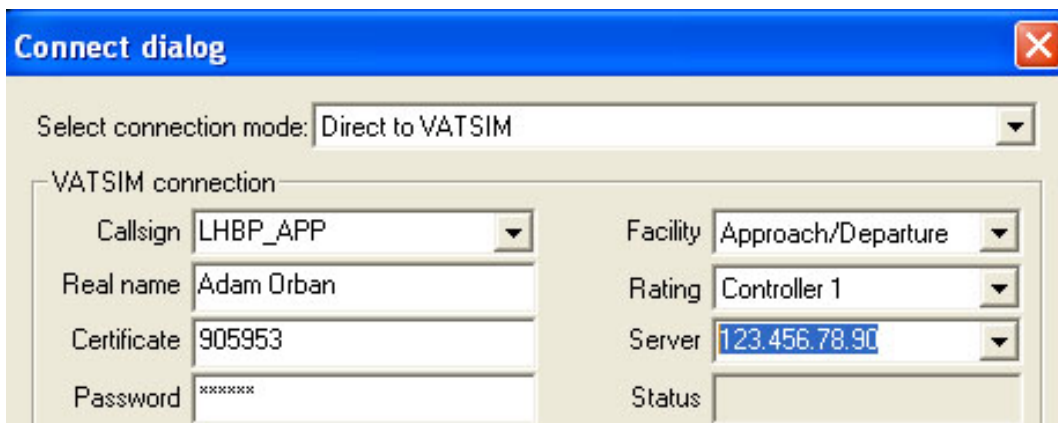 Connect dialog
Select connection mode: Direct to VATSIM
VATSIM connection
Callsign LHBP_APP
Facility Approach/Departure
Real name Adam Orban
Rating Controller 1
Certificate 905953
Server 123.456.78.90
Password ××××××
Status